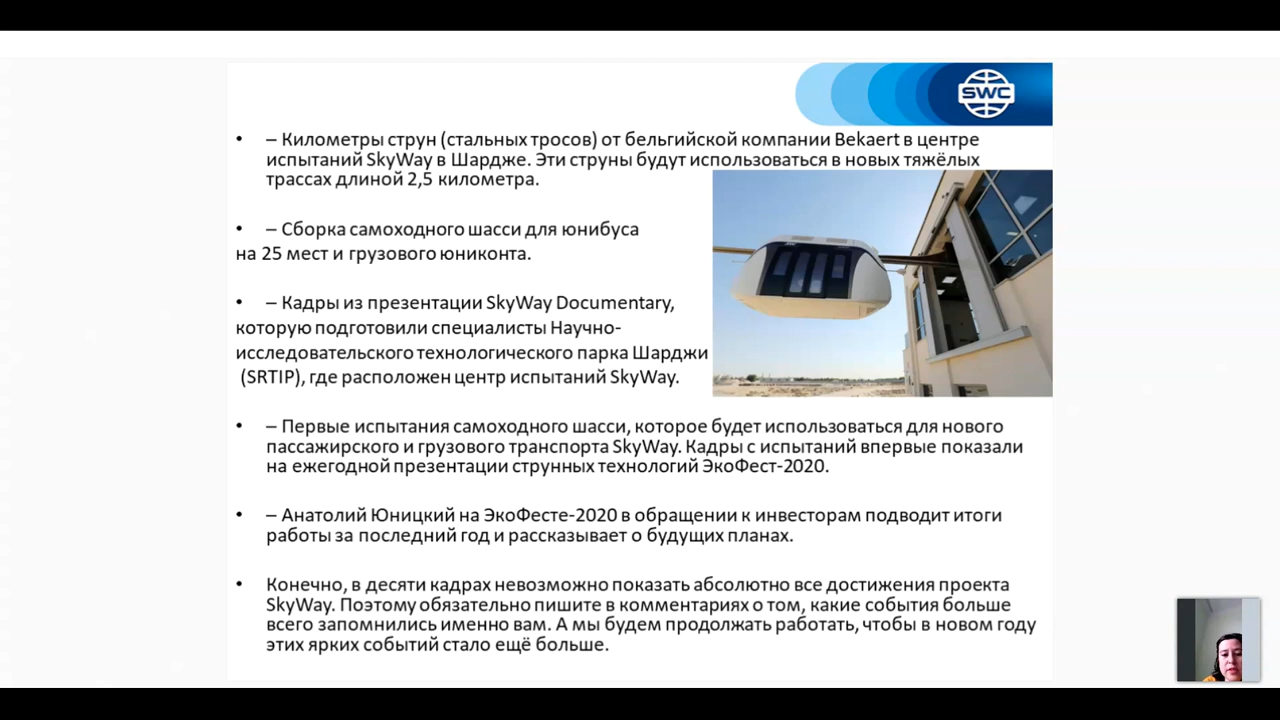 SWC
• – Километры струн (стальных тросов) от бельгийской компании Bekaert в центре
испытаний SkyWay в Шардже. Эти струны будут использоваться в новых тяжёлых
трассах длиной 2,5 километра.
• – Сборка самоходного шасси для юнибуса
на 25 мест и грузового юниконта.
• – Кадры из презентации SkyWay Documentary,
которую подготовили специалисты Научно-
исследовательского технологического парка Шарджи
(SRTIP), где расположен центр испытаний SkyWay.
• – Первые испытания самоходного шасси, которое будет использоваться для нового
пассажирского и грузового транспорта SkyWay. Кадры с испытаний впервые показали
на ежегодной презентации струнных технологий ЭкоФест-2020.
• – Анатолий Юницкий на ЭкоФесте-2020 в обращении к инвесторам подводит итоги
работы за последний год и рассказывает о будущих планах.
• Конечно, в десяти кадрах невозможно показать абсолютно все достижения проекта
SkyWay. Поэтому обязательно пишите в комментариях о том, какие события больше
всего запомнились именно вам. А мы будем продолжать работать, чтобы в новом году
этих ярких событий стало ещё больше.